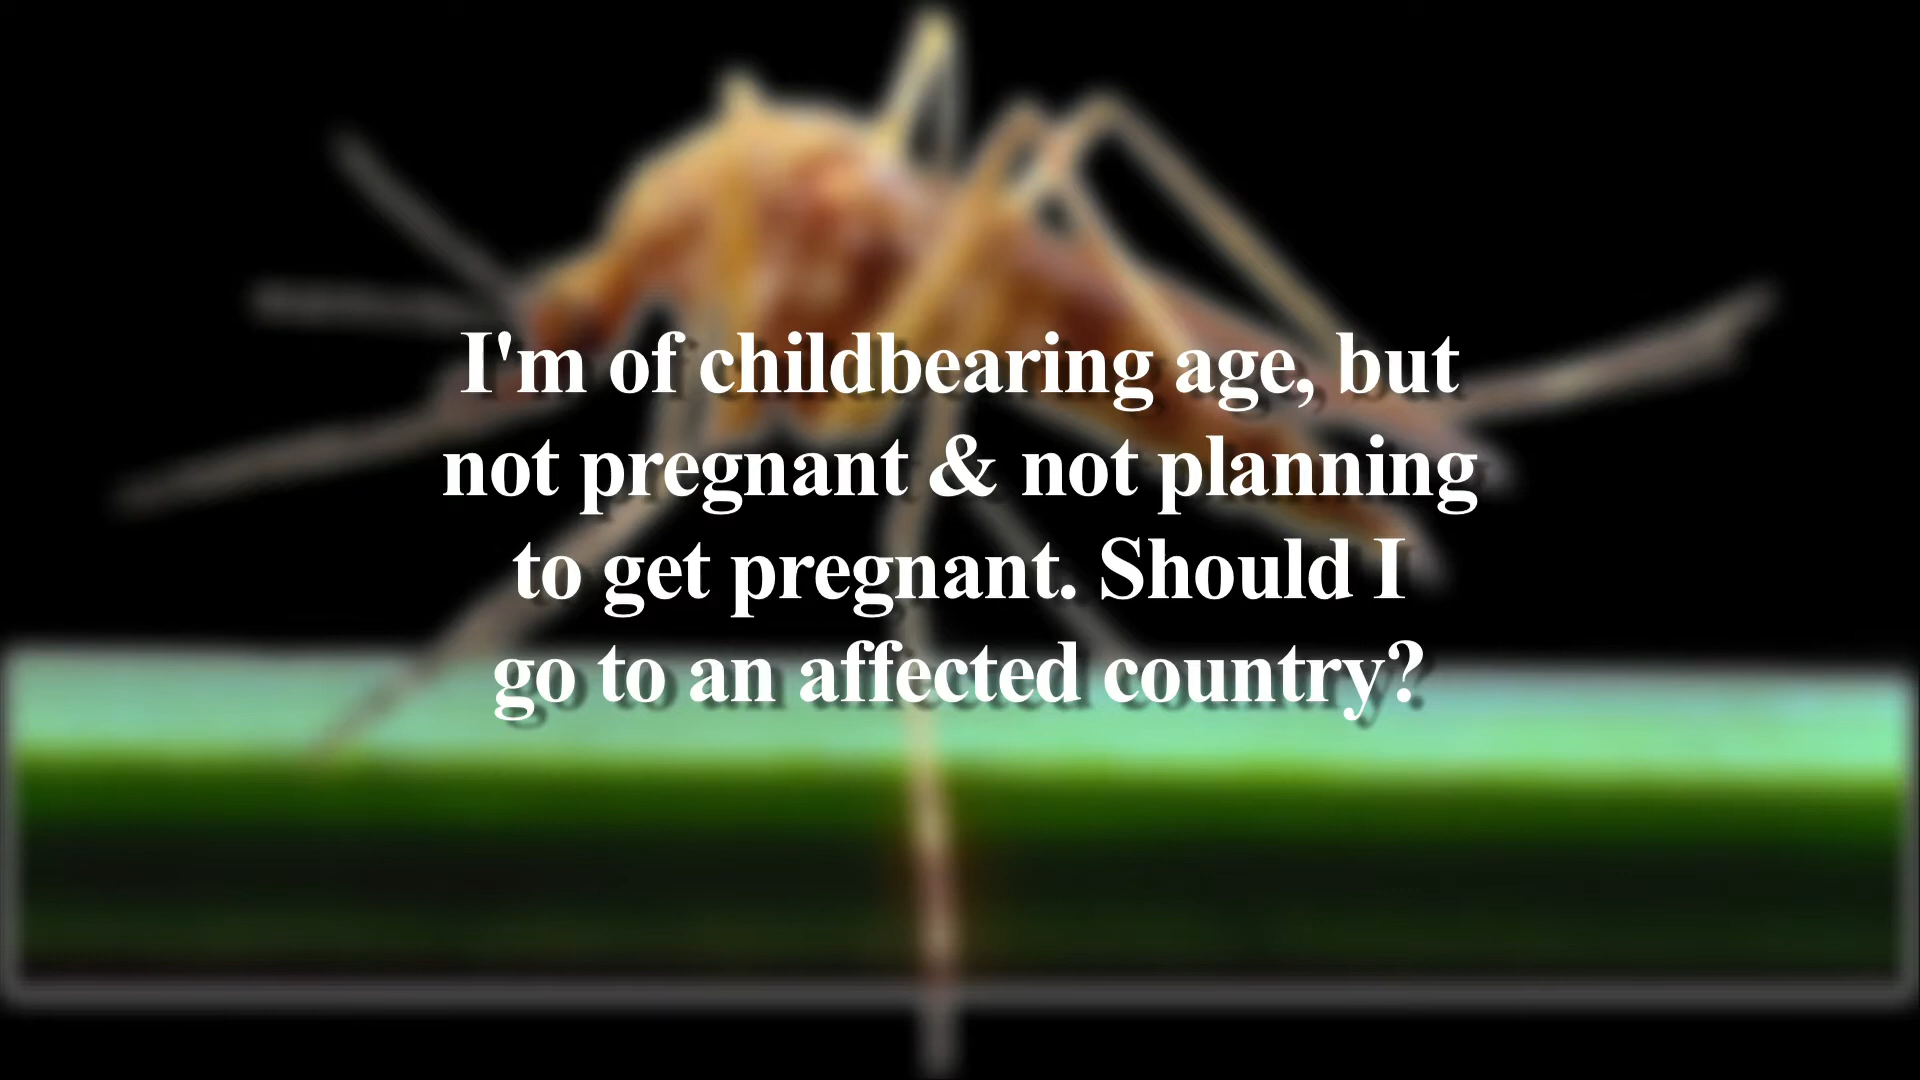 I'm of childbearing age, but
not pregnant & not planning
to get pregnant. Should I
go to an affected country?